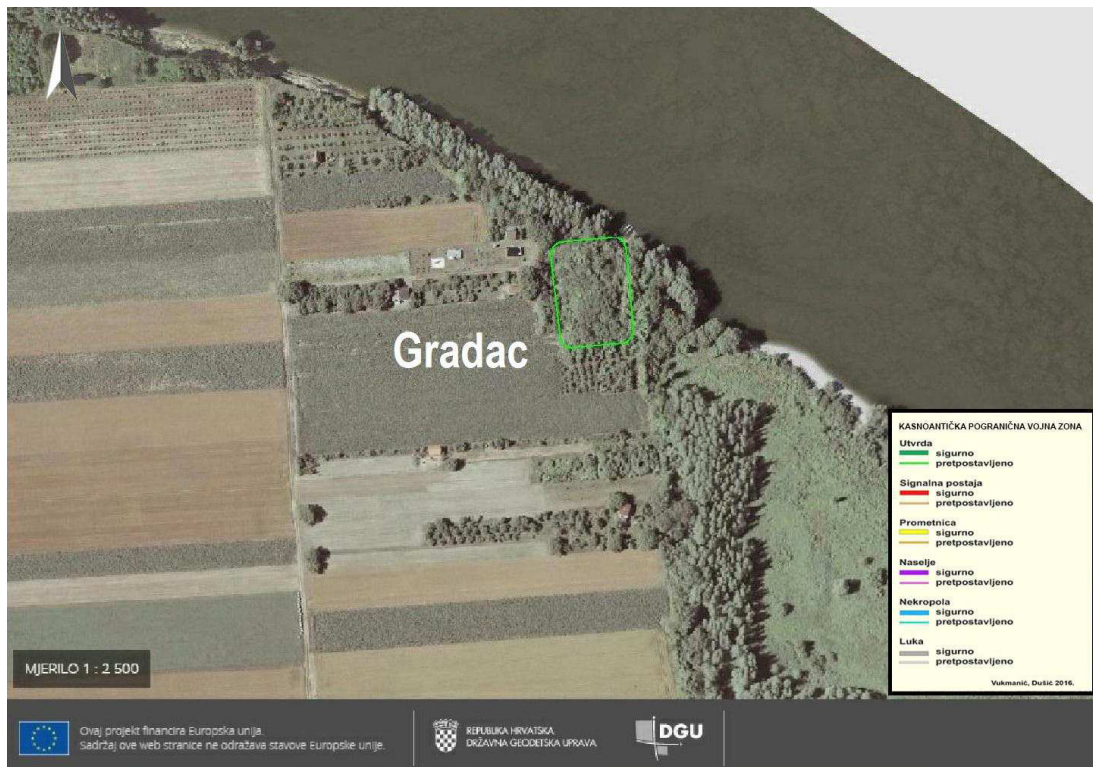 Gradac
KASNOANTIČKA POGRANIČNA VOJNA ZONA
Utvrda
sigurno
pretpostavljeno
Signalna postaja
sigurno
pretpostavljeno
Prometnica
sigurno
pretpostavljeno
Naselje
sigurno
pretpostavljeno
Nekropola
sigurno
pretpostavljeno
Luka
sigurno
pretpostavljeno
Vukmanić, Dušić 2016.
MJERILO 1 : 2 500
Ovaj projekt financira Europska unija.
Sadržaj ove web stranice ne odražava stavove Europske unije.
REPUBLIKA HRVATSKA
DRŽAVNA GEODETSKA UPRAVA
DGU